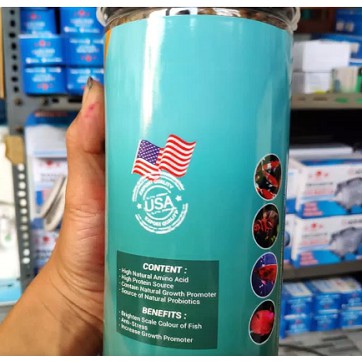 USA
CONTENT :
- High Natural Amino Acid
- High Protein Source
- Contain Natural Growth Promoter
- Source of Natural Probiotics
BENEFITS :
- Brighten Scale Colour of Fish
- Anti-Stress
- Increase Growth Promoter